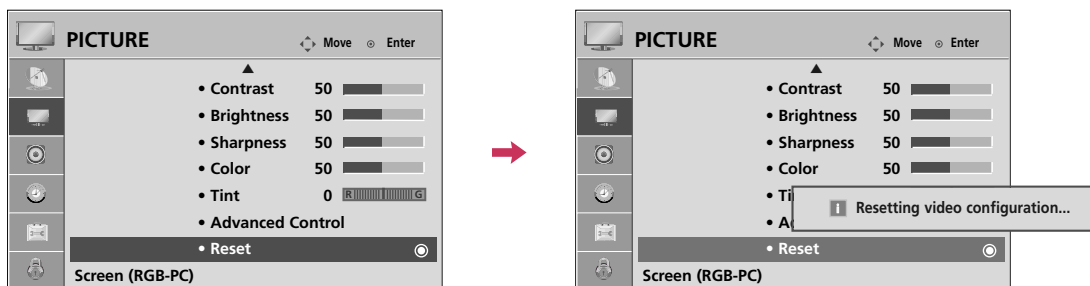 PICTURE Move Enter
• Contrast 50
• Brightness 50
• Sharpness 50
• Color 50
• Tint 0 R G
• Advanced Control
• Reset
Screen (RGB-PC)
PICTURE Move Enter
• Contrast 50
• Brightness 50
• Sharpness 50
• Color 50
• Ti
• A
i Resetting video configuration...
• Reset
Screen (RGB-PC)